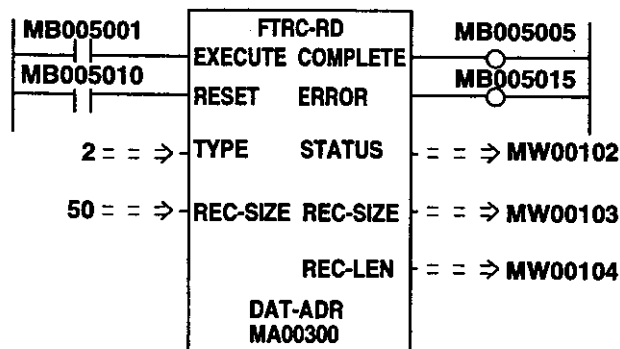 MB005001 FTRC-RD MB005005
EXECUTE COMPLETE
MB005010 MB005015
RESET ERROR
2 = = ⇒ TYPE STATUS = = ⇒ MW00102
50 = = ⇒ REC-SIZE REC-SIZE = = ⇒ MW00103
REC-LEN = = ⇒ MW00104
DAT-ADR
MA00300